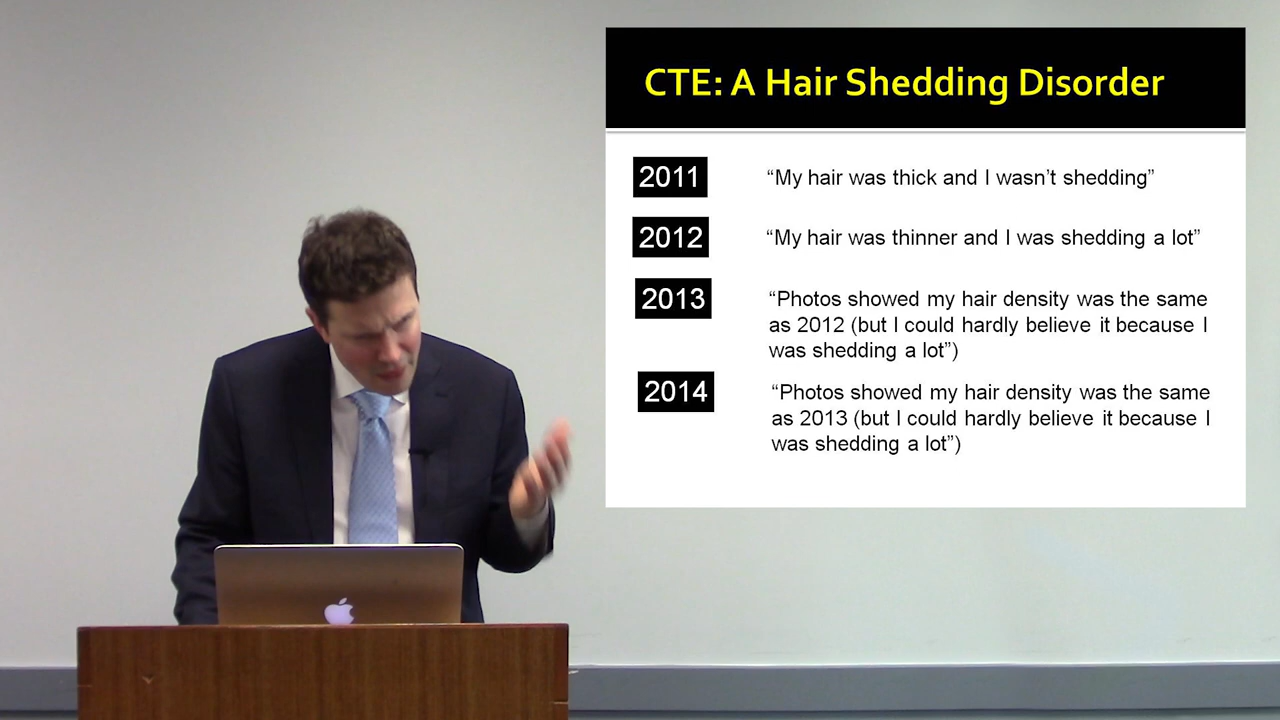 CTE: A Hair Shedding Disorder
2011
“My hair was thick and I wasn’t shedding”
2012
“My hair was thinner and I was shedding a lot”
2013
“Photos showed my hair density was the same
as 2012 (but I could hardly believe it because I
was shedding a lot”)
2014
“Photos showed my hair density was the same
as 2013 (but I could hardly believe it because I
was shedding a lot”)